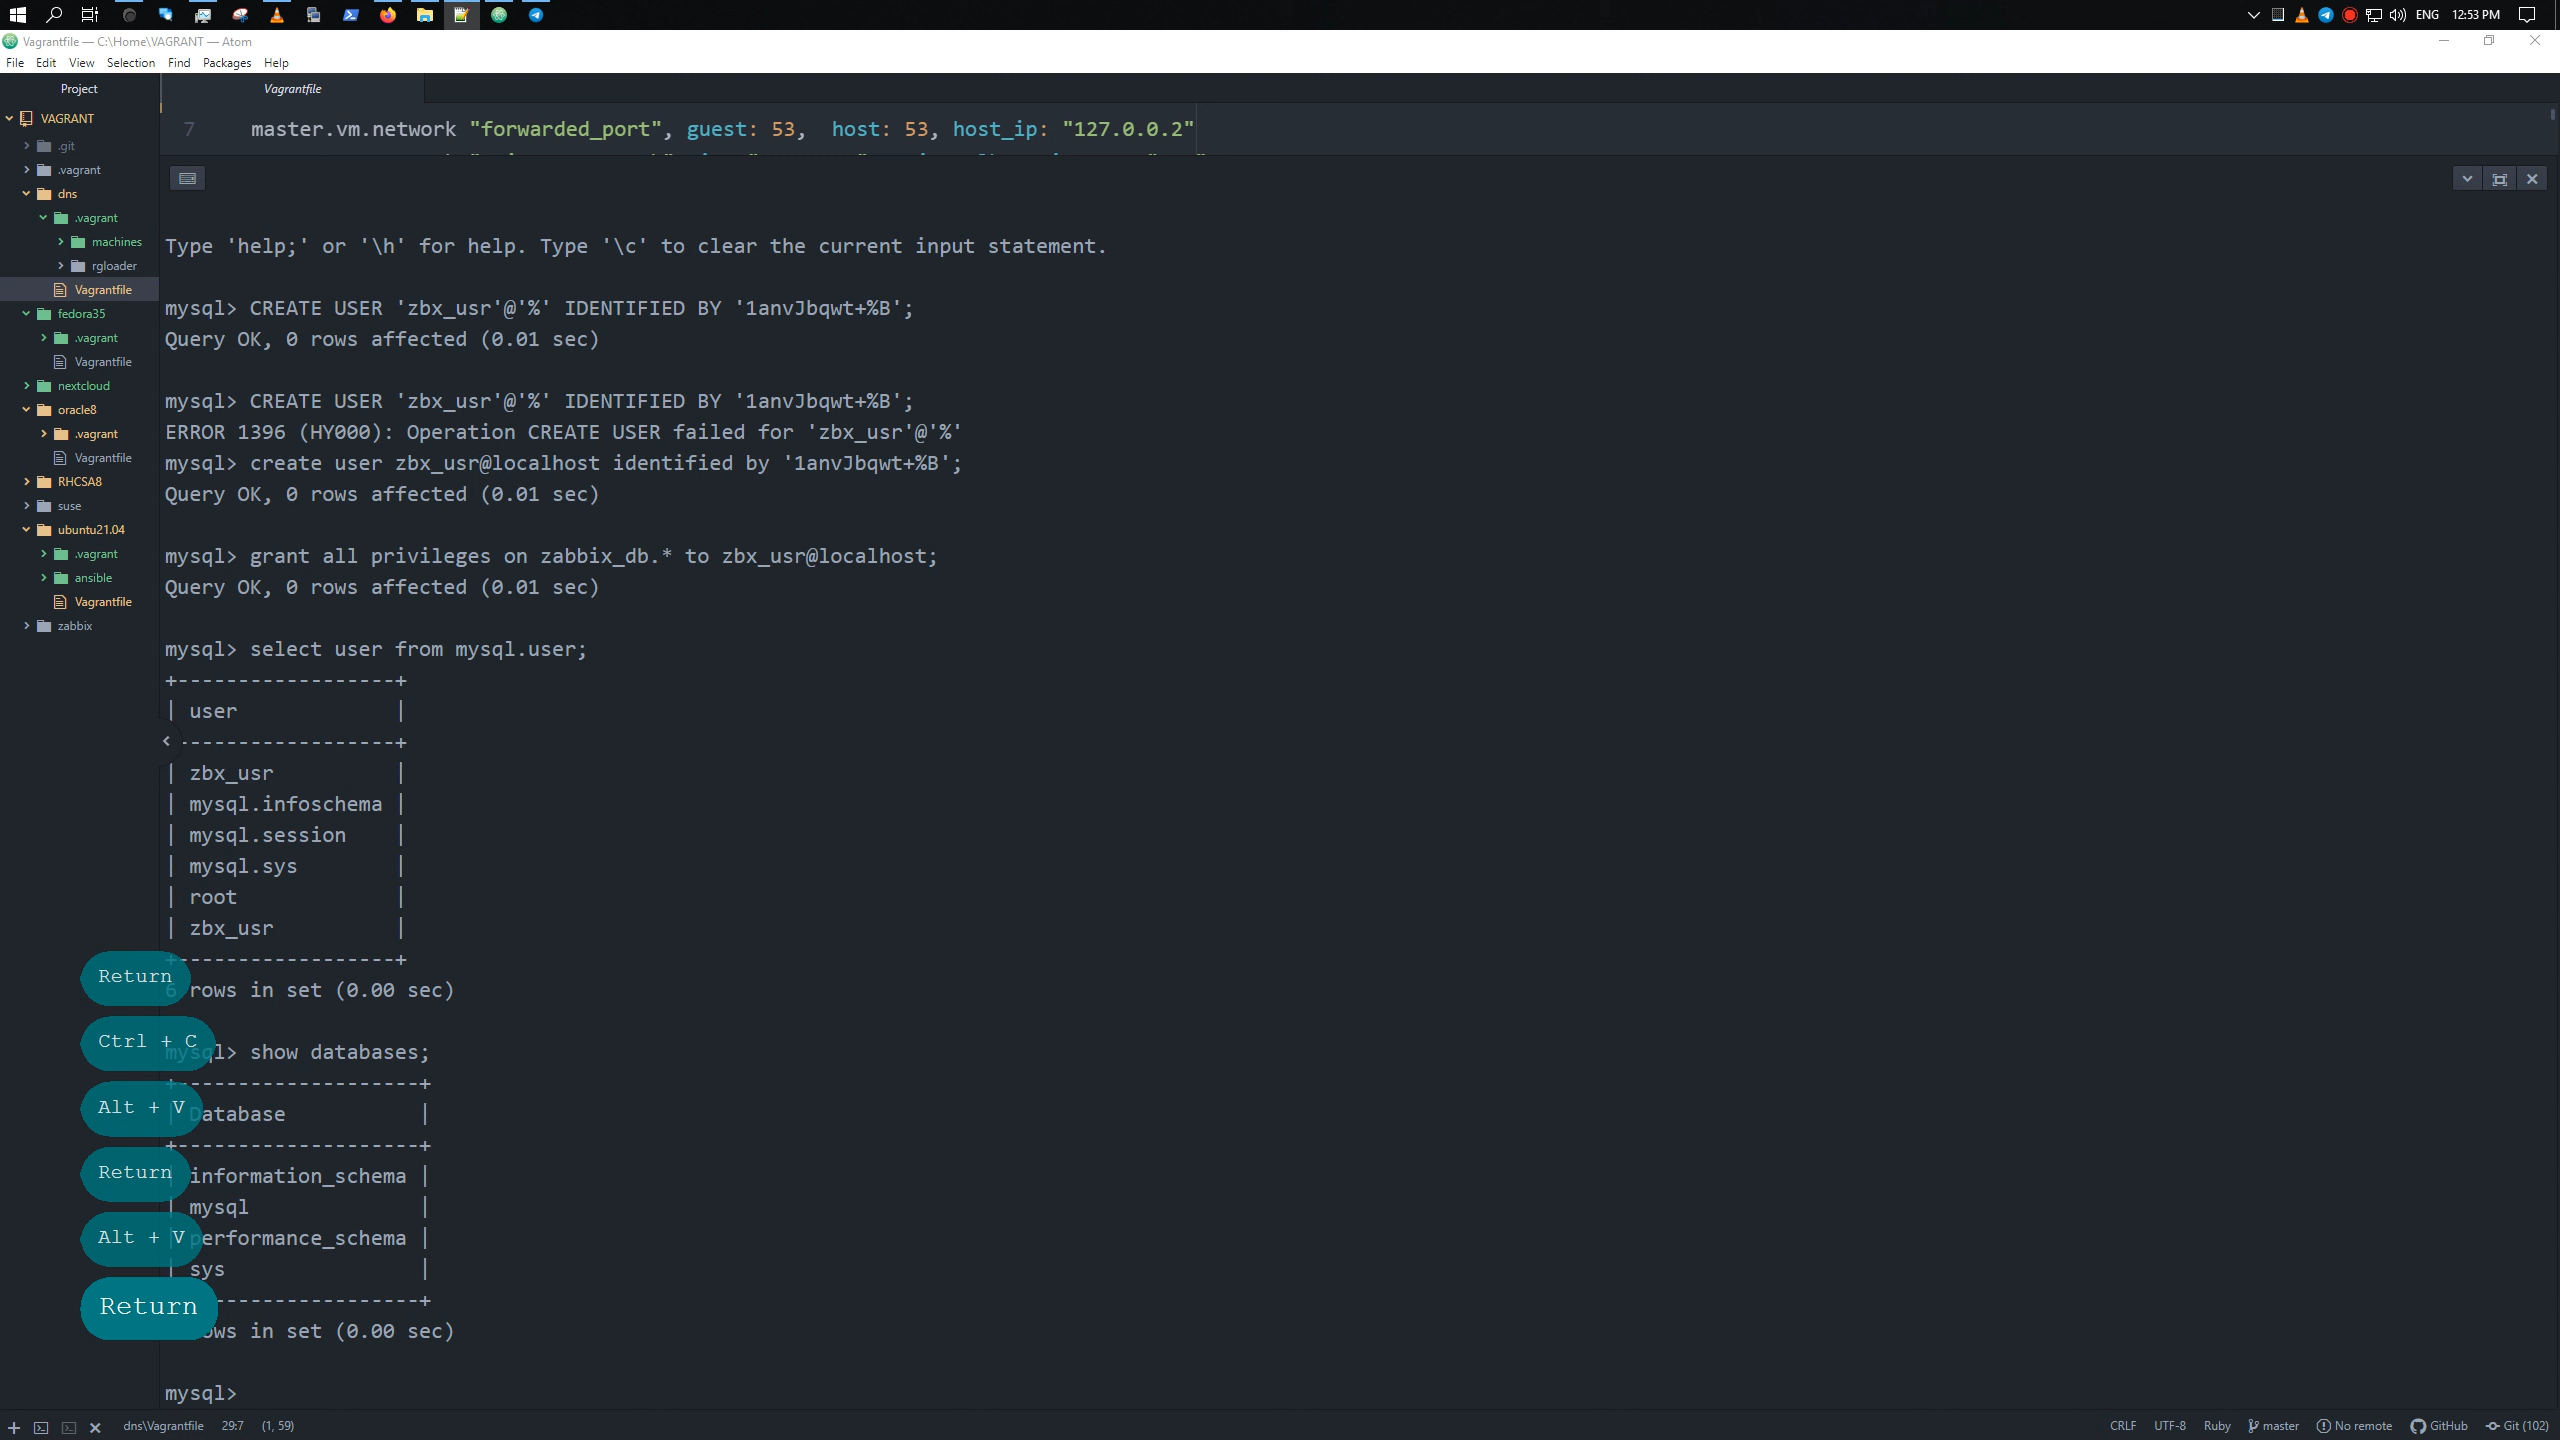 ENG 12:53 PM
Vagrantfile — C:\Home\VAGRANT — Atom
File Edit View Selection Find Packages Help
Project
VAGRANT
.git
.vagrant
dns
.vagrant
machines
rgloader
Vagrantfile
fedora35
.vagrant
Vagrantfile
nextcloud
oracle8
.vagrant
Vagrantfile
RHCSA8
suse
ubuntu21.04
.vagrant
ansible
Vagrantfile
zabbix
Vagrantfile
7 master.vm.network "forwarded_port", guest: 53, host: 53, host_ip: "127.0.0.2"
Type 'help;' or '\h' for help. Type '\c' to clear the current input statement.
mysql> CREATE USER 'zbx_usr'@'%' IDENTIFIED BY '1anvJbqwt+%B';
Query OK, 0 rows affected (0.01 sec)
mysql> CREATE USER 'zbx_usr'@'%' IDENTIFIED BY '1anvJbqwt+%B';
ERROR 1396 (HY000): Operation CREATE USER failed for 'zbx_usr'@'%'
mysql> create user zbx_usr@localhost identified by '1anvJbqwt+%B';
Query OK, 0 rows affected (0.01 sec)
mysql> grant all privileges on zabbix_db.* to zbx_usr@localhost;
Query OK, 0 rows affected (0.01 sec)
mysql> select user from mysql.user;
+------------------+
| user |
------------------+
| zbx_usr |
| mysql.infoschema |
| mysql.session |
| mysql.sys |
| root |
| zbx_usr |
+------------------+
6 rows in set (0.00 sec)
mysql> show databases;
+--------------------+
| Database |
+--------------------+
| information_schema |
| mysql |
| performance_schema |
| sys |
------------------+
rows in set (0.00 sec)
mysql>
Return
Ctrl + C
Alt + V
Return
Alt + V
Return
dns\Vagrantfile 29:7 (1, 59)
CRLF UTF-8 Ruby master No remote GitHub Git (102)